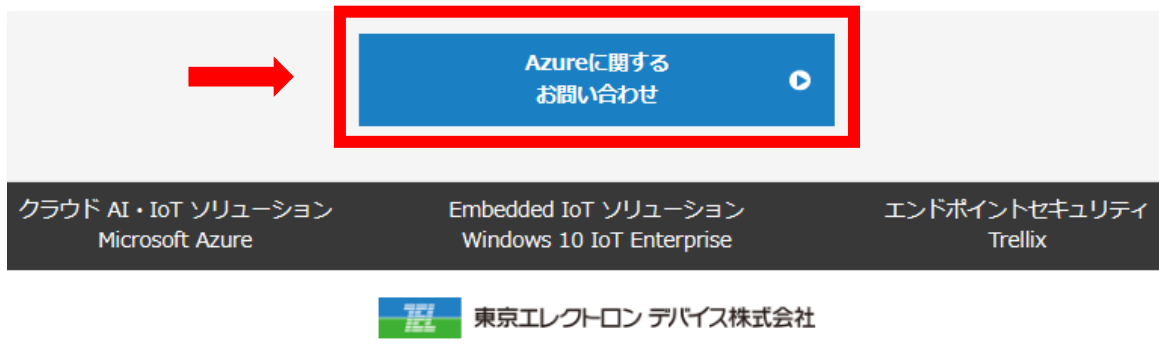 Azureに関する
お問い合わせ
クラウド AI・IoT ソリューション
Microsoft Azure
Embedded IoT ソリューション
Windows 10 IoT Enterprise
エンドポイントセキュリティ
Trellix
TEL 東京エレクトロン デバイス株式会社